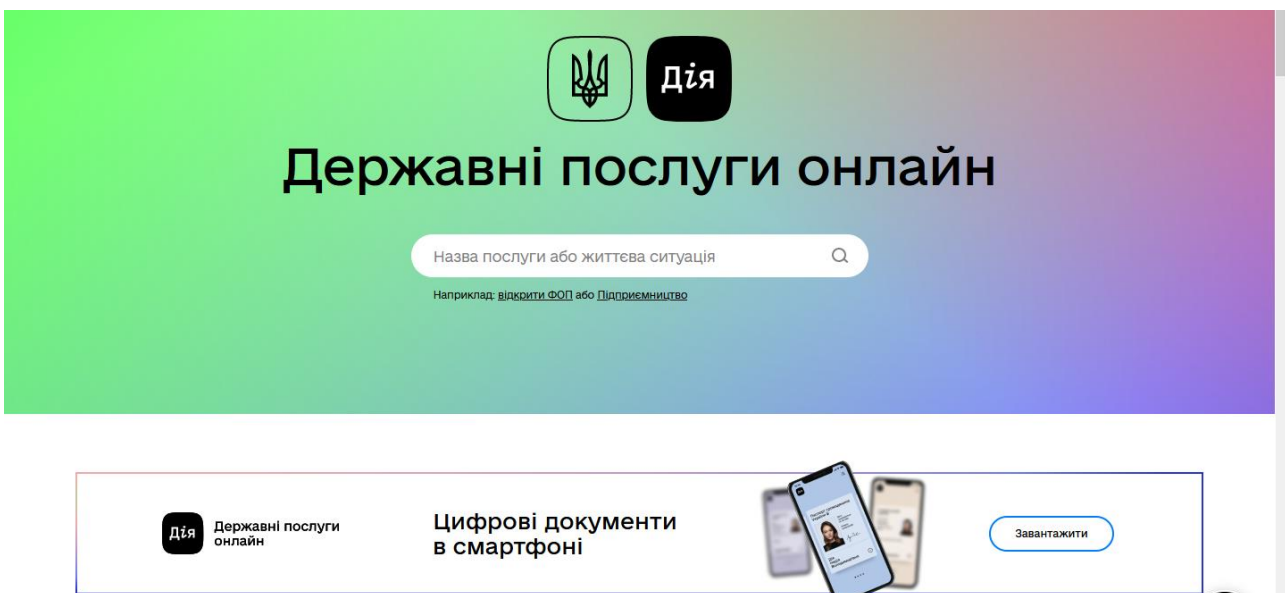 Дія
Державні послуги онлайн
Назва послуги або життєва ситуація
Наприклад: відкрити ФОП або Підприємництво
Дія
Державні послуги
онлайн
Цифрові документи
в смартфоні
Завантажити